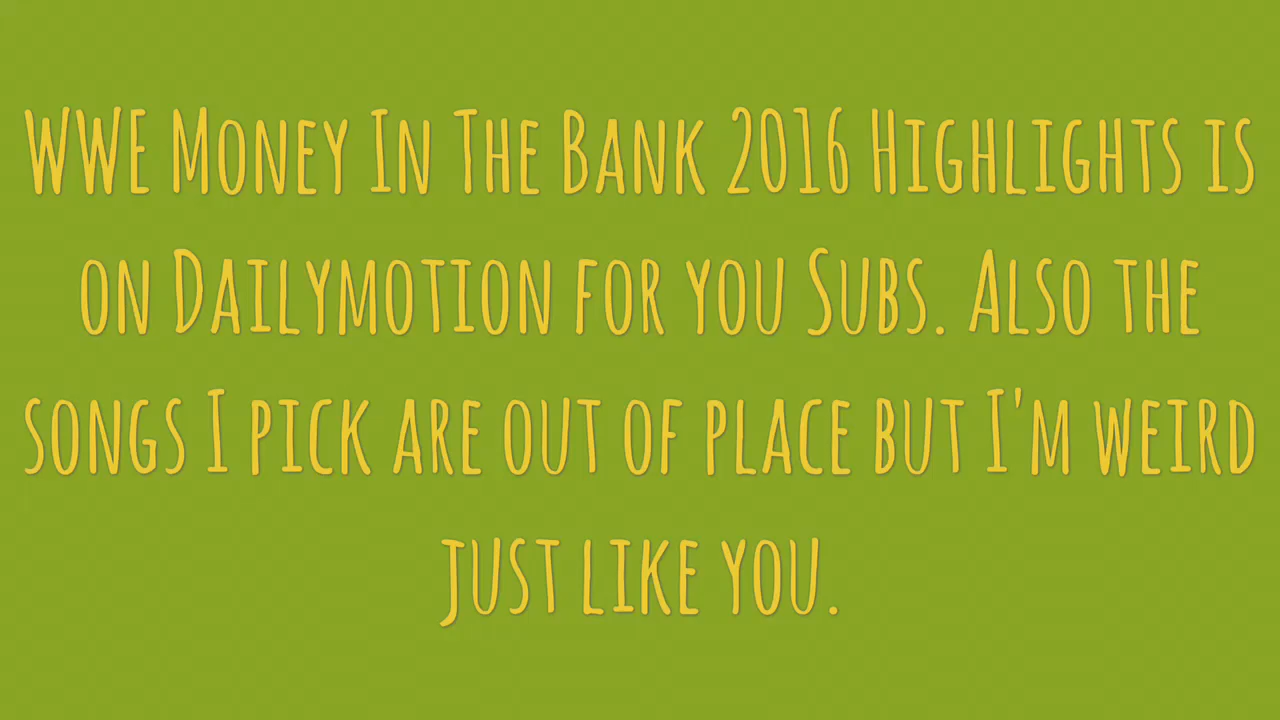 WWE Money In The Bank 2016 Highlights is
on Dailymotion for you Subs. Also the
songs I pick are out of place but I'm weird
just like you.